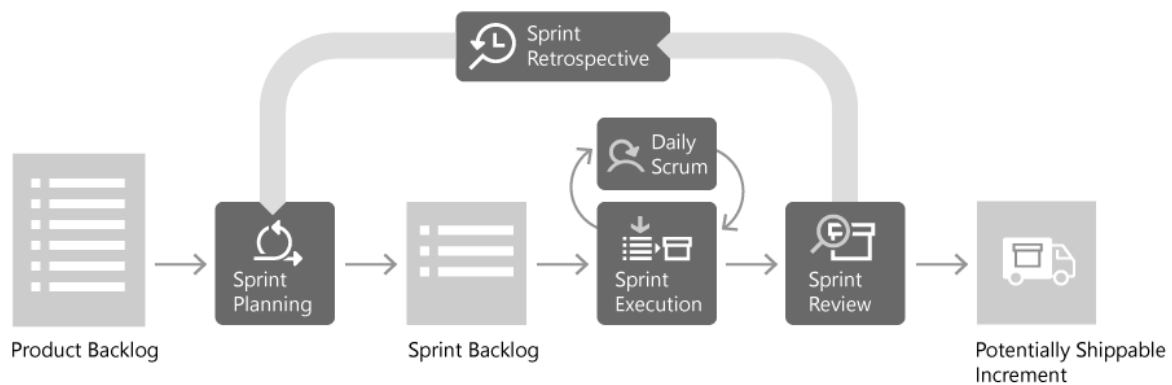 Sprint
Retrospective
Daily
Scrum
Sprint
Planning
Sprint
Execution
Sprint
Review
Product Backlog
Sprint Backlog
Potentially Shippable
Increment